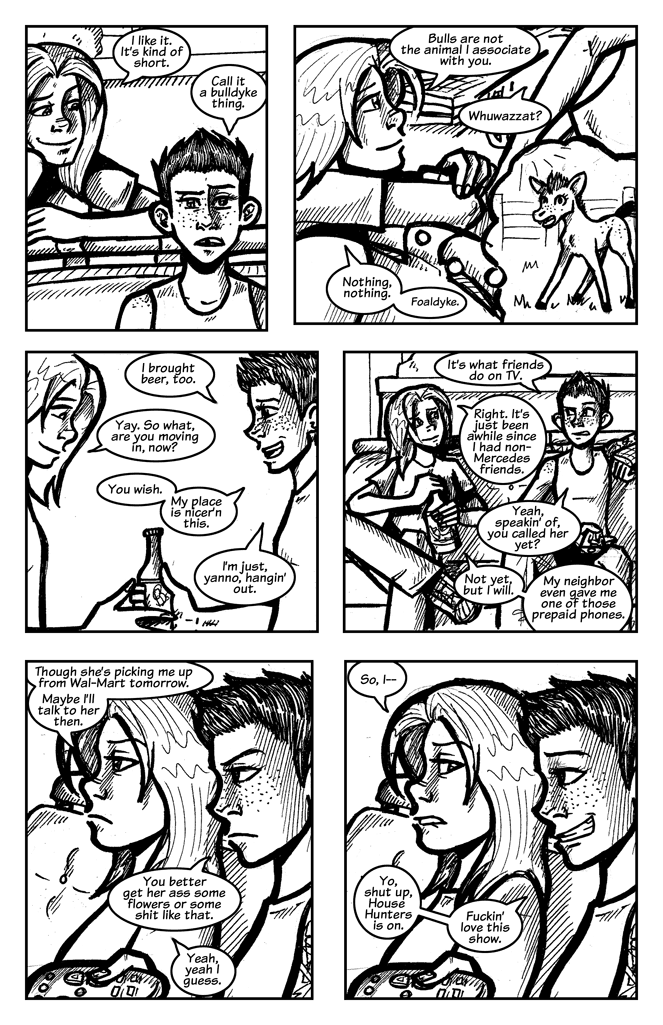 I like it.
It's kind of
short.
Call it
a bulldyke
thing.
Bulls are not
the animal I associate
with you.
Whuwazzat?
Nothing,
nothing.
Foaldyke.
I brought
beer, too.
Yay. So what,
are you moving
in, now?
You wish.
My place
is nicer'n
this.
I'm just,
yanno, hangin'
out.
It's what friends
do on TV.
Right. It's
just been
awhile since
I had non-
Mercedes
friends.
Yeah,
speakin' of,
you called her
yet?
Not yet,
but I will.
My neighbor
even gave me
one of those
prepaid phones.
Though she's picking me up
from Wal-Mart tomorrow.
Maybe I'll
talk to her
then.
You better
get her ass some
flowers or some
shit like that.
Yeah,
yeah I
guess.
So, I--
Yo,
shut up,
House
Hunters
is on.
Fuckin'
love this
show.